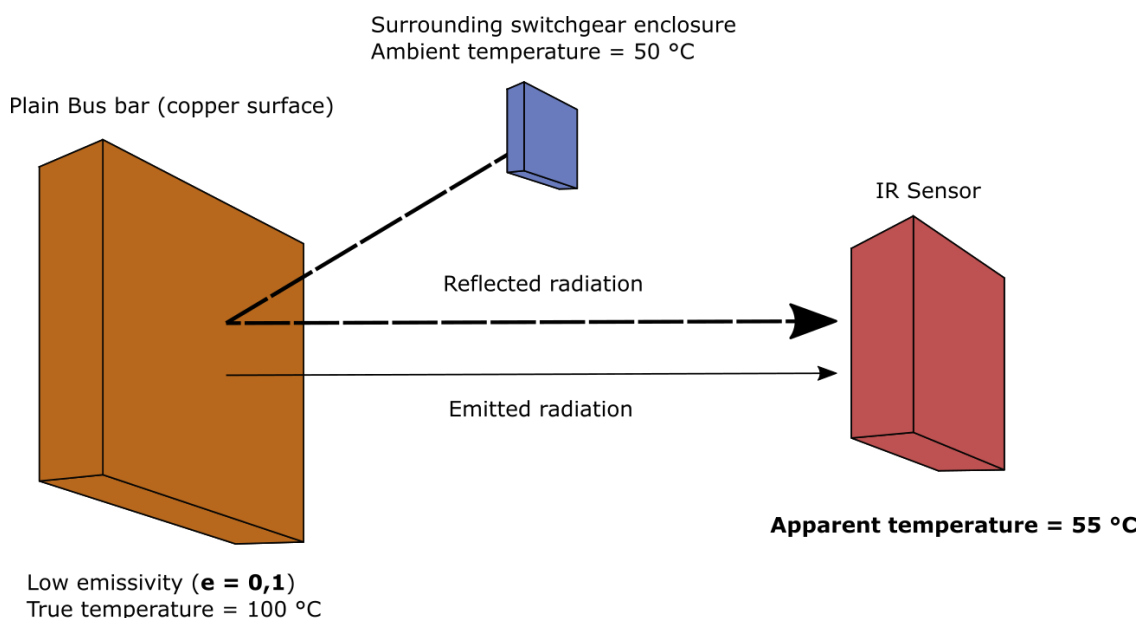 Surrounding switchgear enclosure
Ambient temperature = 50 °C
Plain Bus bar (copper surface)
IR Sensor
Reflected radiation
Emitted radiation
Apparent temperature = 55 °C
Low emissivity (e = 0,1)
True temperature = 100 °C